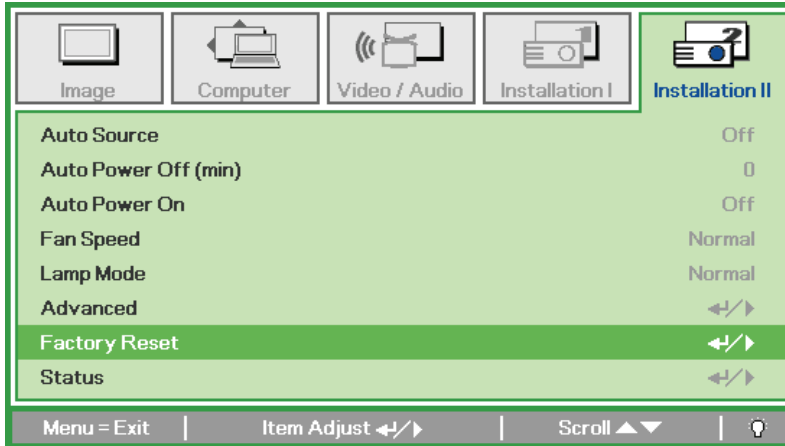 Image Computer Video / Audio Installation I Installation II
Auto Source Off
Auto Power Off (min) 0
Auto Power On Off
Fan Speed Normal
Lamp Mode Normal
Advanced ↵/▶
Factory Reset ↵/▶
Status ↵/▶
Menu = Exit | Item Adjust ↵/▶ | Scroll ▲▼ |